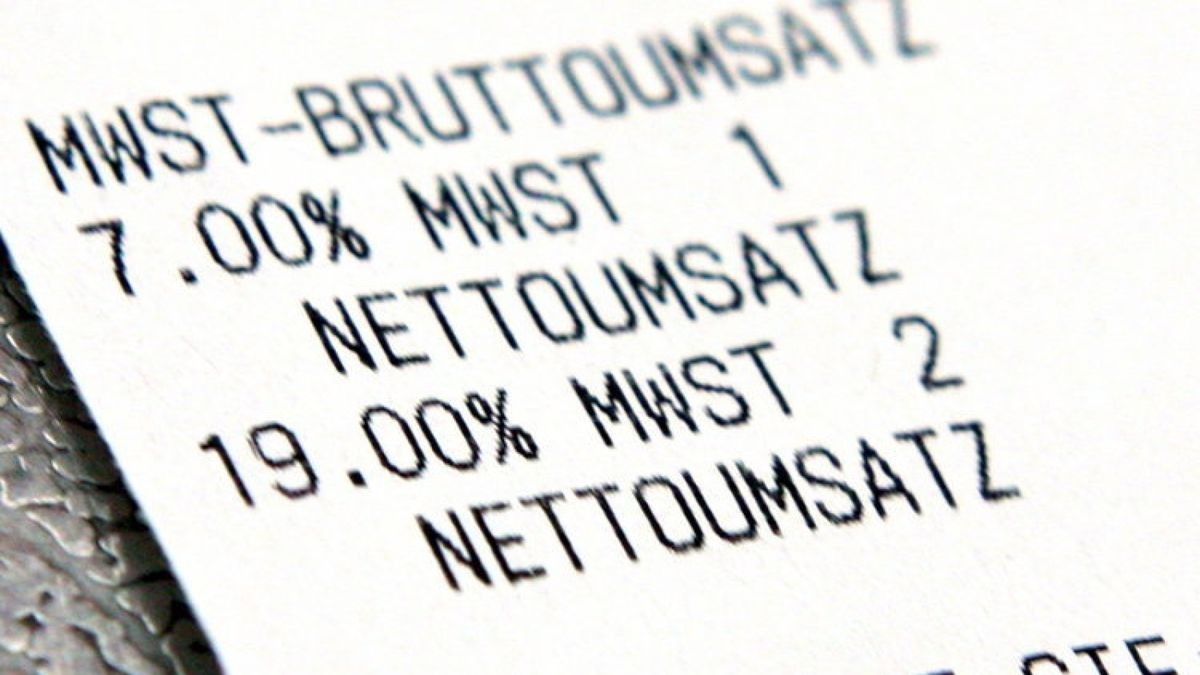 MWST-BRUTTOUMSATZ
7.00% MWST 1
NETTOUMSATZ
19.00% MWST 2
NETTOUMSATZ